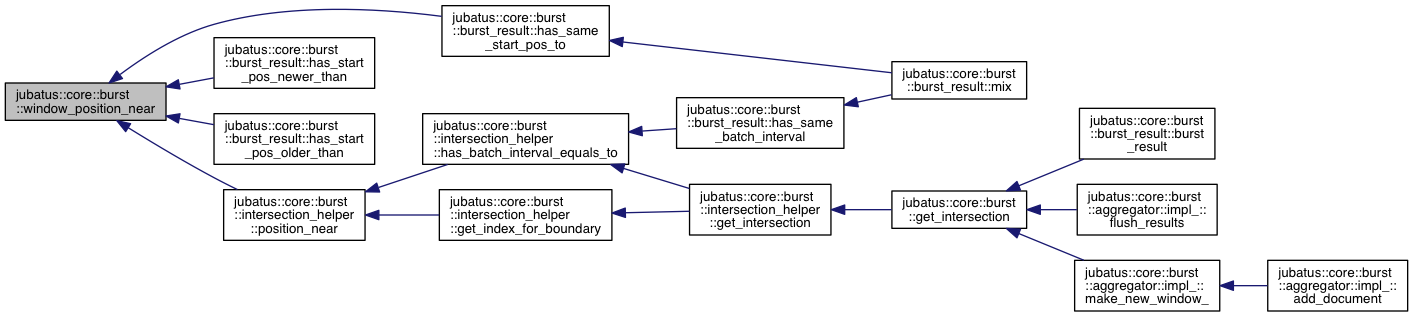 jubatus::core::burst
::window_position_near
jubatus::core::burst
::burst_result::has_same
_start_pos_to
jubatus::core::burst
::burst_result::has_start
_pos_newer_than
jubatus::core::burst
::burst_result::has_start
_pos_older_than
jubatus::core::burst
::intersection_helper
::position_near
jubatus::core::burst
::intersection_helper
::has_batch_interval_equals_to
jubatus::core::burst
::intersection_helper
::get_index_for_boundary
jubatus::core::burst
::burst_result::has_same
_batch_interval
jubatus::core::burst
::intersection_helper
::get_intersection
jubatus::core::burst
::burst_result::mix
jubatus::core::burst
::get_intersection
jubatus::core::burst
::burst_result::burst
_result
jubatus::core::burst
::aggregator::impl_::
flush_results
jubatus::core::burst
::aggregator::impl_::
make_new_window_
jubatus::core::burst
::aggregator::impl_::
add_document